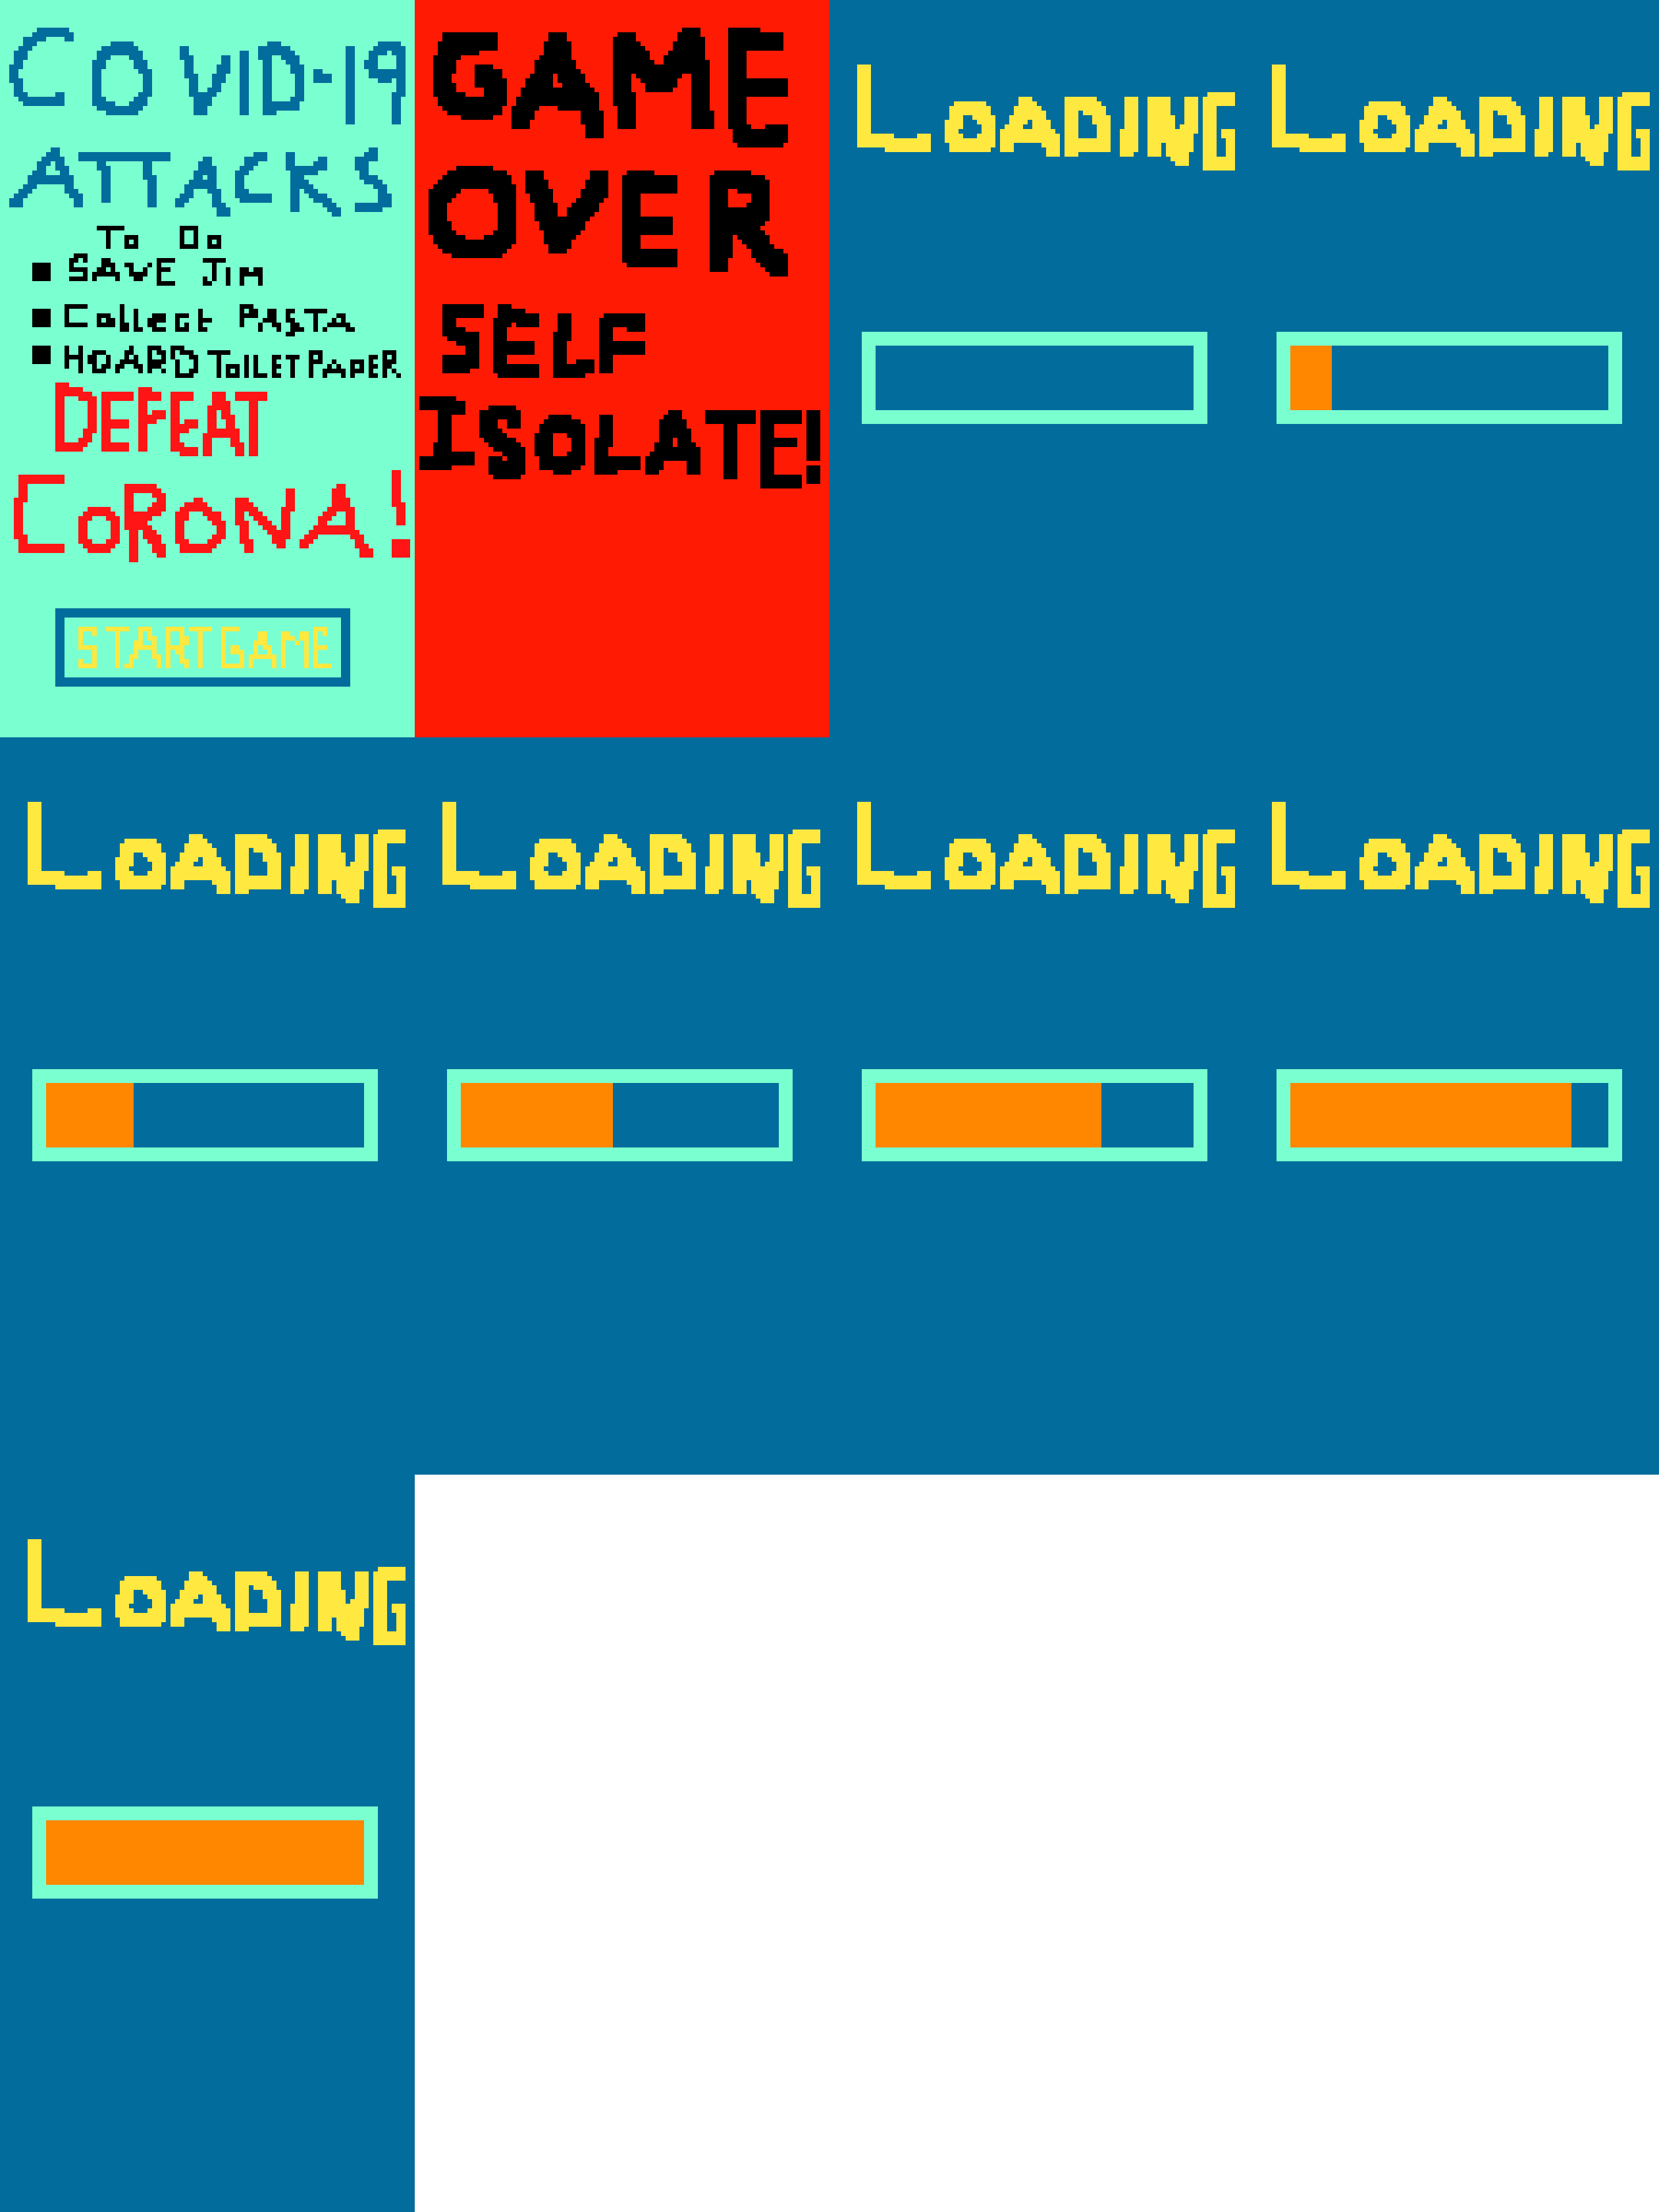 COVID-19
ATTACKS
To Do
SAVE JIM
Collect PASTA
HOARD TOILET PAPER
DEFEAT
CORONA!
START GAME
GAME
OVER
SELF
ISOLATE!
LOADING
LOADING
LOADING
LOADING
LOADING
LOADING
LOADING